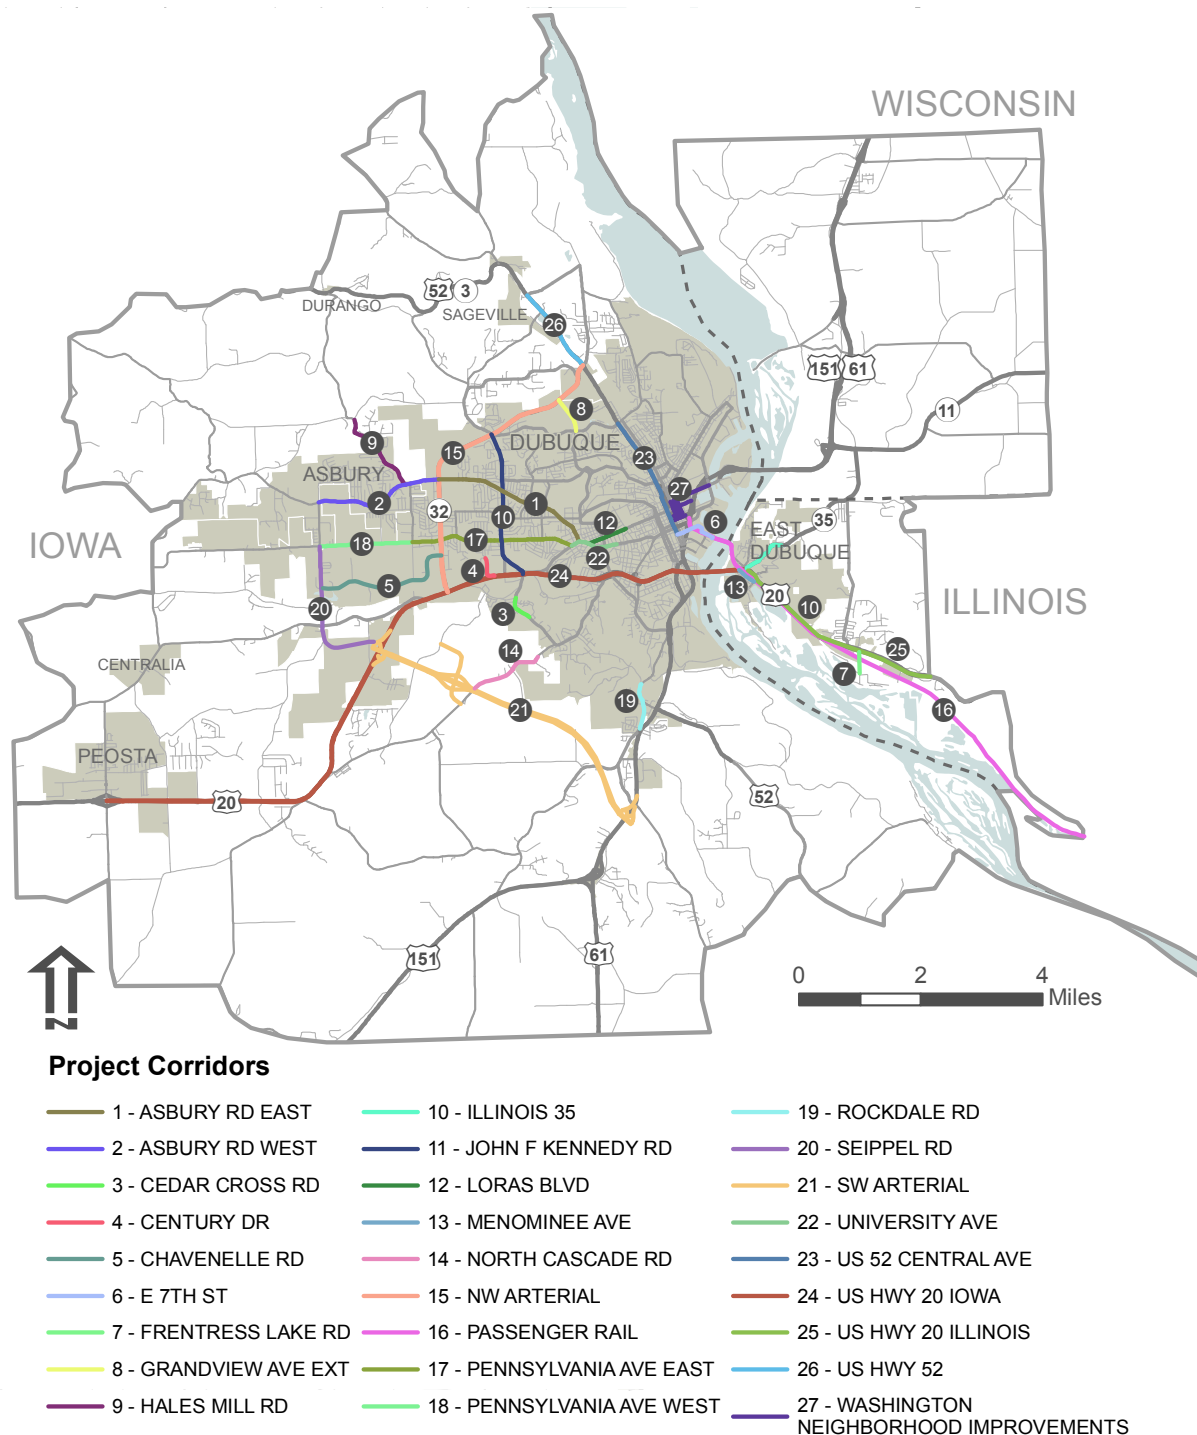 WISCONSIN
52
3
DURANGO
SAGEVILLE
26
151
61
11
8
9
15
DUBUQUE
23
ASBURY
27
2
1
32
10
12
6
EAST
35
IOWA
18
17
22
DUBUQUE
5
4
24
13
20
10
ILLINOIS
20
3
14
25
CENTRALIA
7
19
21
16
PEOSTA
20
52
151
61
N
0 2 4
Miles
Project Corridors
1 - ASBURY RD EAST
2 - ASBURY RD WEST
3 - CEDAR CROSS RD
4 - CENTURY DR
5 - CHAVENELLE RD
6 - E 7TH ST
7 - FRENTRESS LAKE RD
8 - GRANDVIEW AVE EXT
9 - HALES MILL RD
10 - ILLINOIS 35
11 - JOHN F KENNEDY RD
12 - LORAS BLVD
13 - MENOMINEE AVE
14 - NORTH CASCADE RD
15 - NW ARTERIAL
16 - PASSENGER RAIL
17 - PENNSYLVANIA AVE EAST
18 - PENNSYLVANIA AVE WEST
19 - ROCKDALE RD
20 - SEIPPEL RD
21 - SW ARTERIAL
22 - UNIVERSITY AVE
23 - US 52 CENTRAL AVE
24 - US HWY 20 IOWA
25 - US HWY 20 ILLINOIS
26 - US HWY 52
27 - WASHINGTON
NEIGHBORHOOD IMPROVEMENTS